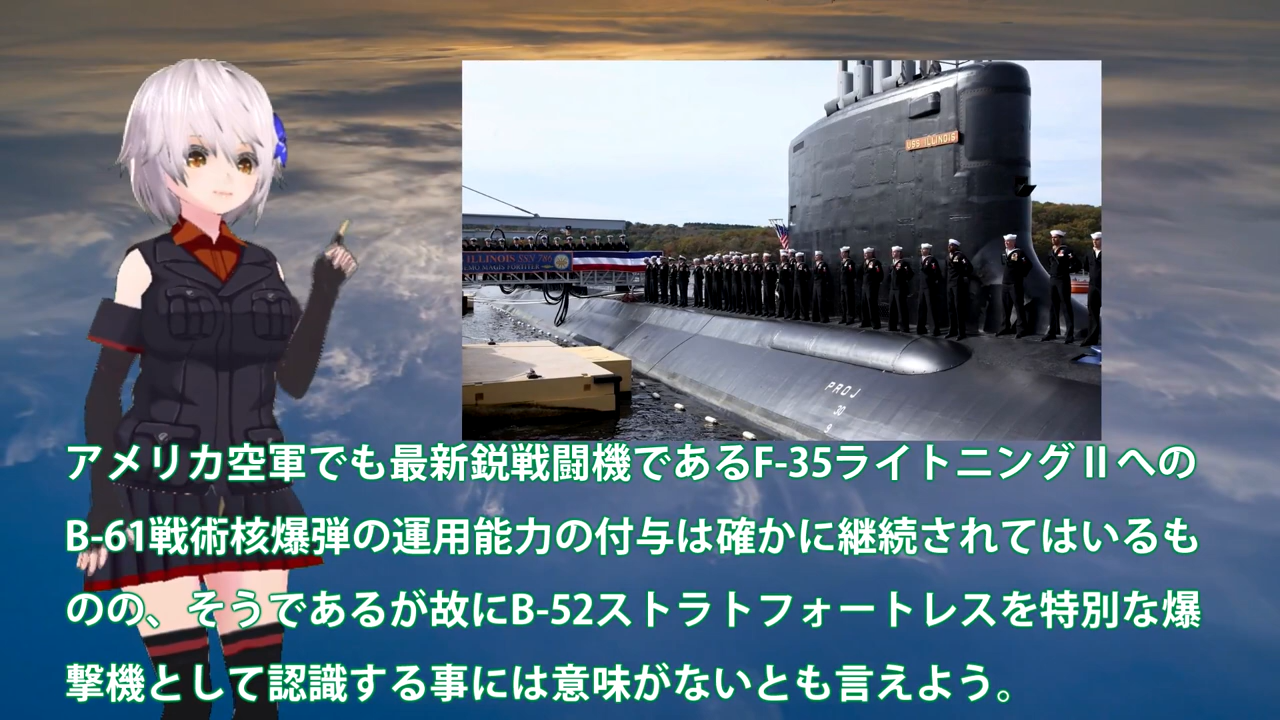 USS ILLINOIS
ILLINOIS SSN 786
NEMO MAGIS FORTITER
PROJ
30
アメリカ空軍でも最新鋭戦闘機であるF-35ライトニングⅡへの
B-61戦術核爆弾の運用能力の付与は確かに継続されてはいるも
のの、そうであるが故にB-52ストラトフォートレスを特別な爆
撃機として認識する事には意味がないとも言えよう。